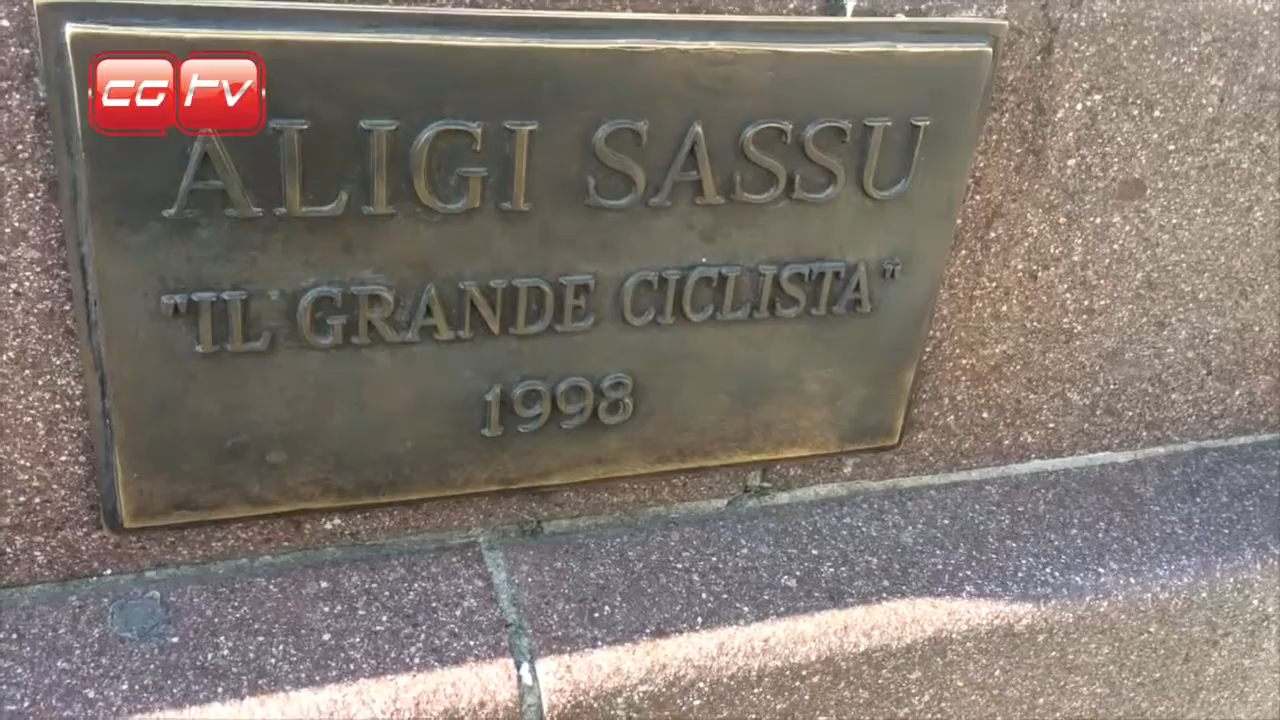 CG TV
ALIGI SASSU
"IL GRANDE CICLISTA"
1998